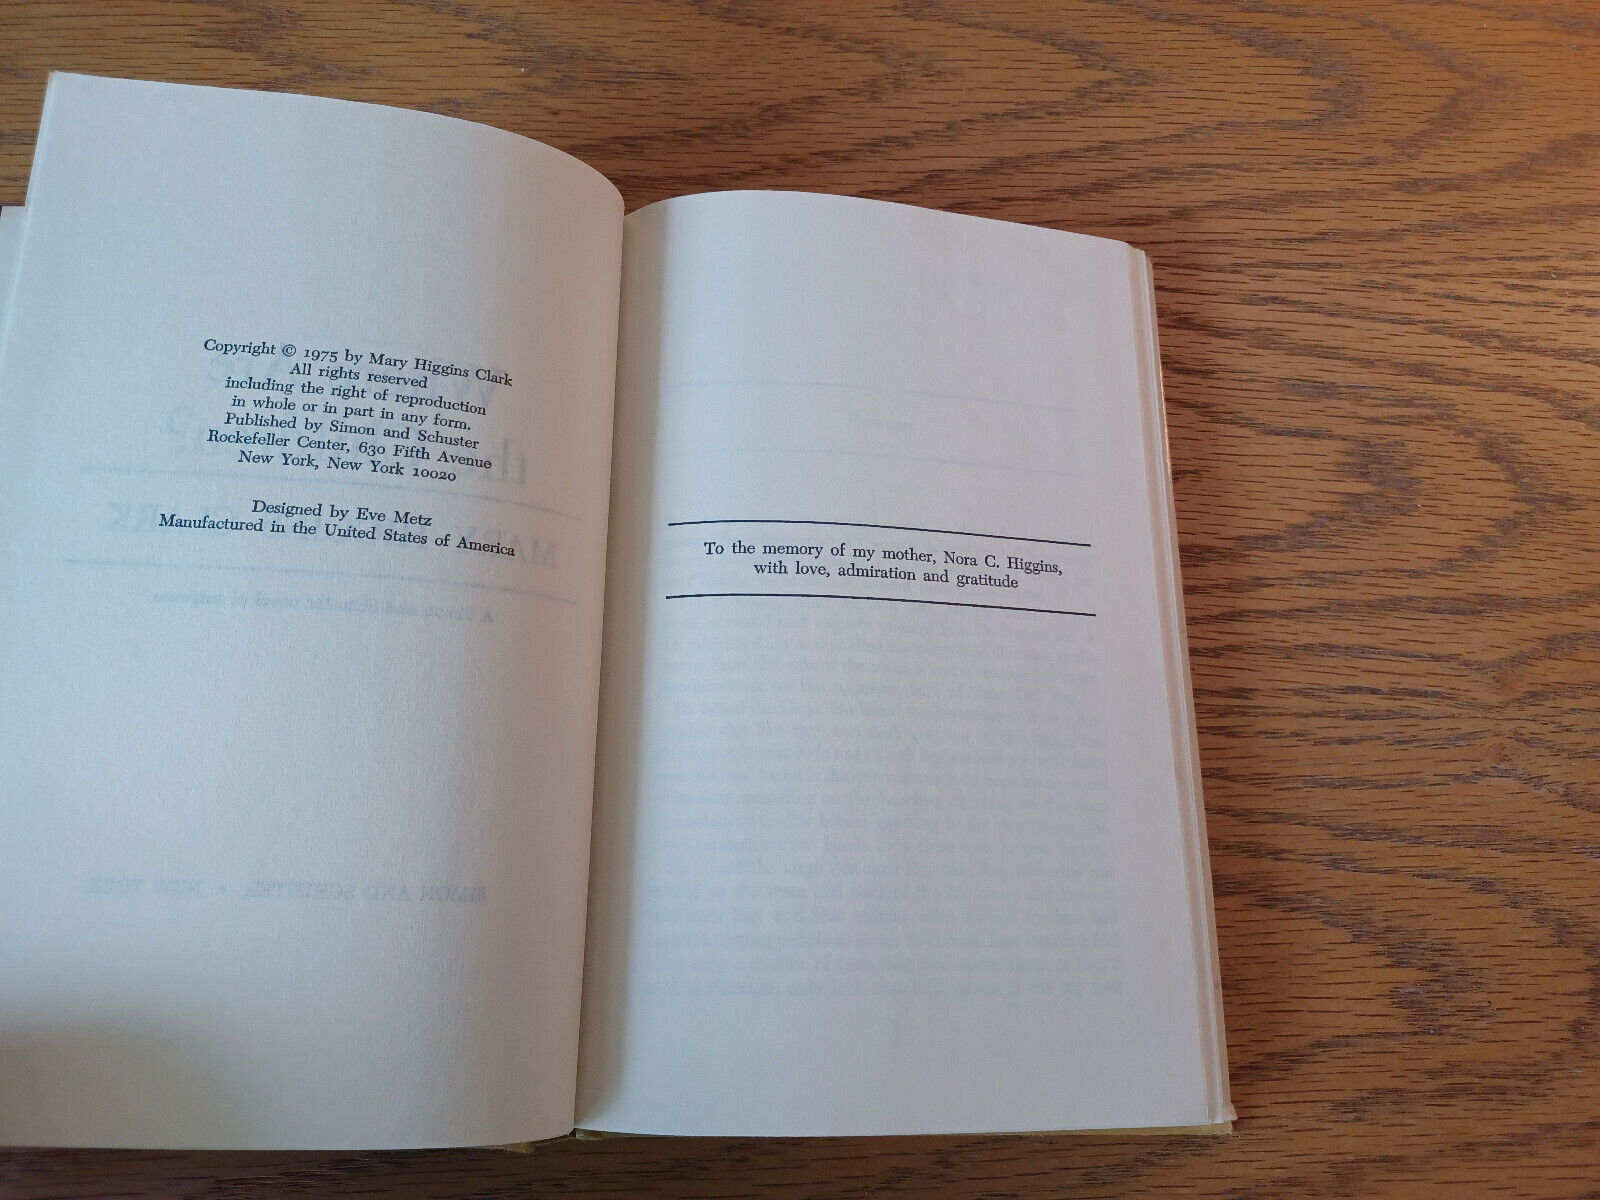 Copyright © 1975 by Mary Higgins Clark
All rights reserved
including the right of reproduction
in whole or in part in any form.
Published by Simon and Schuster
Rockefeller Center, 630 Fifth Avenue
New York, New York 10020
Designed by Eve Metz
Manufactured in the United States of America
To the memory of my mother, Nora C. Higgins,
with love, admiration and gratitude